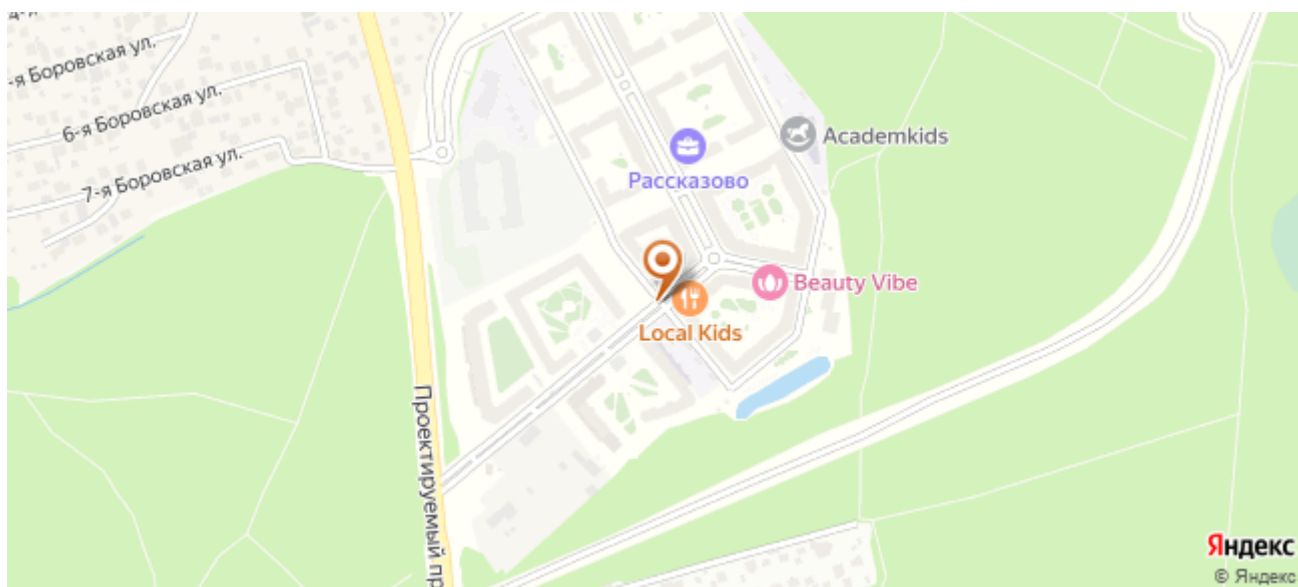 -я Боровская ул.
6-я Боровская ул.
7-я Боровская ул.
Academkids
Рассказово
Beauty Vibe
Local Kids
Проектируемый пр
Яндекс
© Яндекс